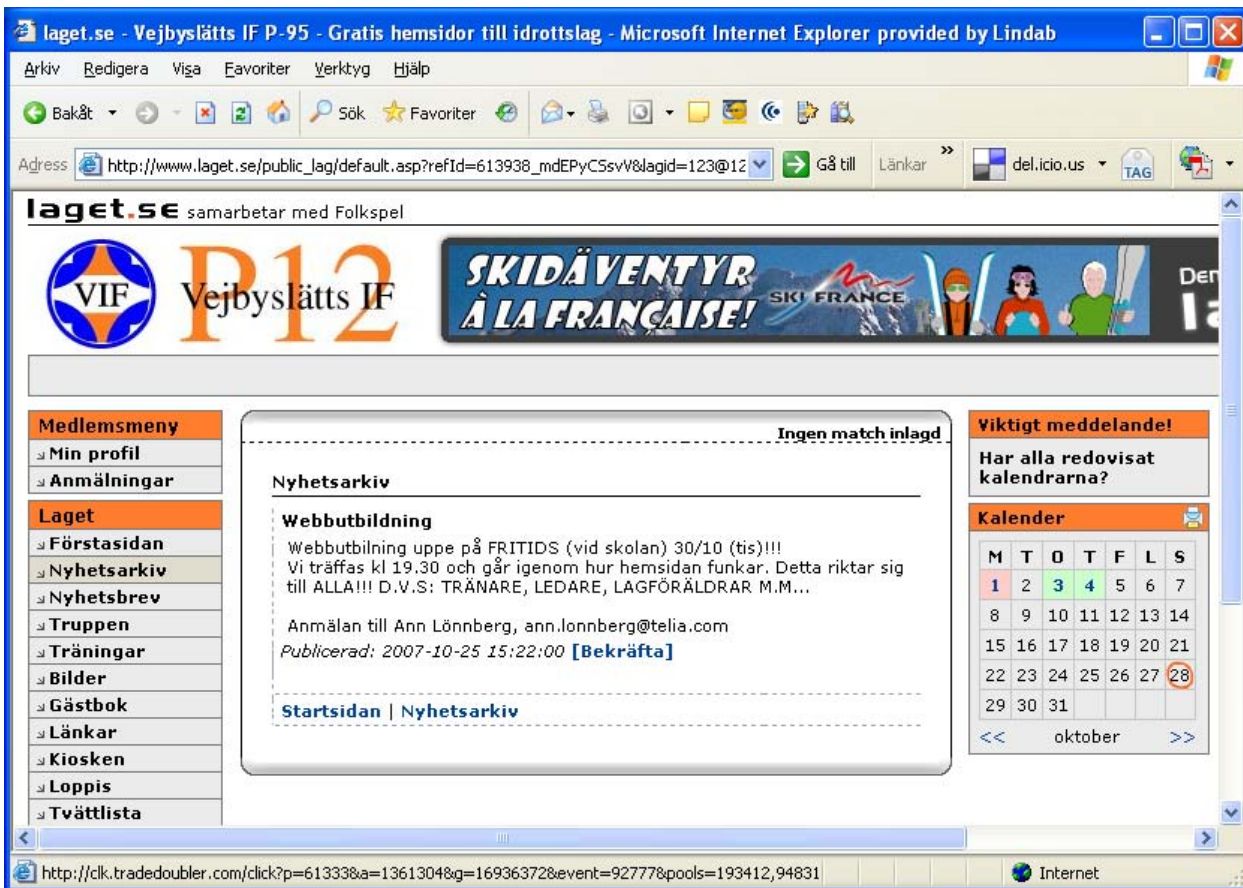 laget.se - Vejbyslätts IF P-95 - Gratis hemsidor till idrottslag - Microsoft Internet Explorer provided by Lindab
Arkiv Redigera Visa Favoriter Verktyg Hjälp
Bakåt Sök Favoriter
Adress http://www.laget.se/public_lag/default.asp?refId=613938_mdEPyCSsvV&lagid=123@12 Gå till Länkar » del.icio.us TAG
laget.se samarbetar med Folkspel
VIF P12 Vejbyslätts IF
SKIDÄVENTYR
À LA FRANÇAISE!
SKI FRANCE
Den
Medlemsmeny
Min profil
Anmälningar
Laget
Förstasidan
Nyhetsarkiv
Nyhetsbrev
Truppen
Träningar
Bilder
Gästbok
Länkar
Kiosken
Loppis
Tvättlista
Ingen match inlagd
Nyhetsarkiv
Webbutbildning
Webbutbilning uppe på FRITIDS (vid skolan) 30/10 (tis)!!!
Vi träffas kl 19.30 och går igenom hur hemsidan funkar. Detta riktar sig
till ALLA!!! D.V.S: TRÄNARE, LEDARE, LAGFÖRÄLDRAR M.M...
Anmälan till Ann Lönnberg, ann.lonnberg@telia.com
Publicerad: 2007-10-25 15:22:00 [Bekräfta]
Startsidan | Nyhetsarkiv
Viktigt meddelande!
Har alla redovisat
kalendrarna?
Kalender
M T O T F L S
1 2 3 4 5 6 7
8 9 10 11 12 13 14
15 16 17 18 19 20 21
22 23 24 25 26 27 28
29 30 31
<< oktober >>
http://clk.tradedoubler.com/click?p=61333&a=1361304&g=16936372&event=92777&pools=193412,94831 Internet